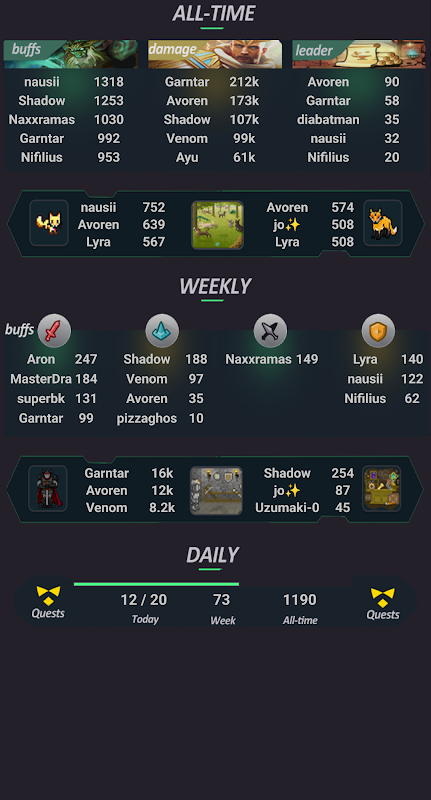 ALL-TIME
buffs damage leader
nausii 1318 Garntar 212k Avoren 90
Shadow 1253 Avoren 173k Garntar 58
Naxxramas 1030 Shadow 107k diabatman 35
Garntar 992 Venom 99k nausii 32
Nifilius 953 Ayu 61k Nifilius 20
nausii 752 Avoren 574
Avoren 639 jo✨ 508
Lyra 567 Lyra 508
WEEKLY
buffs
Aron 247 Shadow 188 Naxxramas 149 Lyra 140
MasterDra 184 Venom 97 nausii 122
superbk 131 Avoren 35 Nifilius 62
Garntar 99 pizzaghos 10
Garntar 16k Shadow 254
Avoren 12k jo✨ 87
Venom 8.2k Uzumaki-0 45
DAILY
12 / 20 73 1190
Quests Today Week All-time Quests